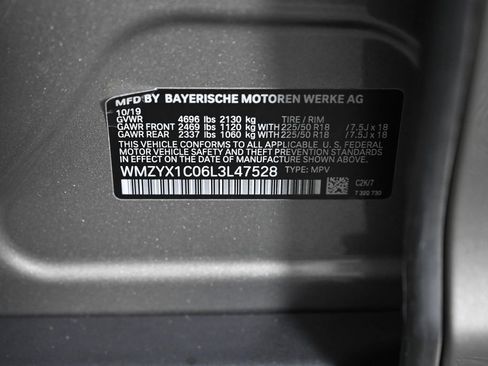 MFD BY BAYERISCHE MOTOREN WERKE AG
10/19
GVWR 4696 lbs 2130 kg TIRE / RIM
GAWR FRONT 2469 lbs 1120 kg WITH 225/50 R18 / 7.5J x 18
GAWR REAR 2337 lbs 1060 kg WITH 225/50 R18 / 7.5J x 18
THIS VEHICLE CONFORMS TO ALL APPLICABLE U. S. FEDERAL
MOTOR VEHICLE SAFETY AND THEFT PREVENTION STANDARDS
IN EFFECT ON THE DATE OF MANUFACTURE SHOWN ABOVE.
WMZYX1C06L3L47528 TYPE: MPV
C2K/7
7 320 730